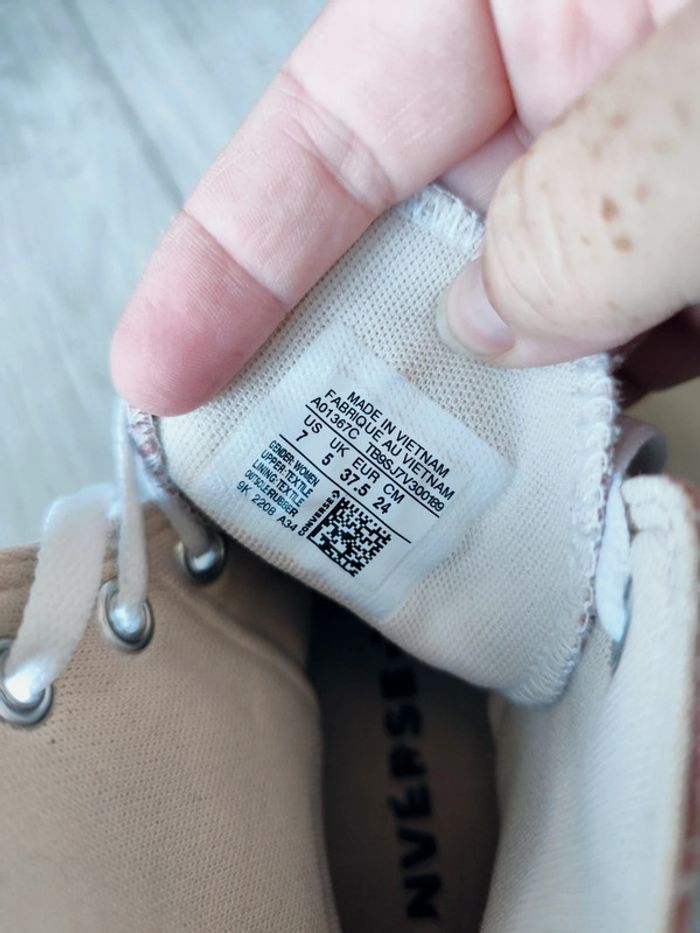 MADE IN VIETNAM
FABRIQUE AU VIETNAM
A01367C TB9SJ7V300189
US UK EUR CM
7 5 37.5 24
GENDER:WOMEN
UPPER:TEXTILE
LINING:TEXTILE
OUTSOLE:RUBBER
9K 2208 A34
CONVERSE
NVERSE